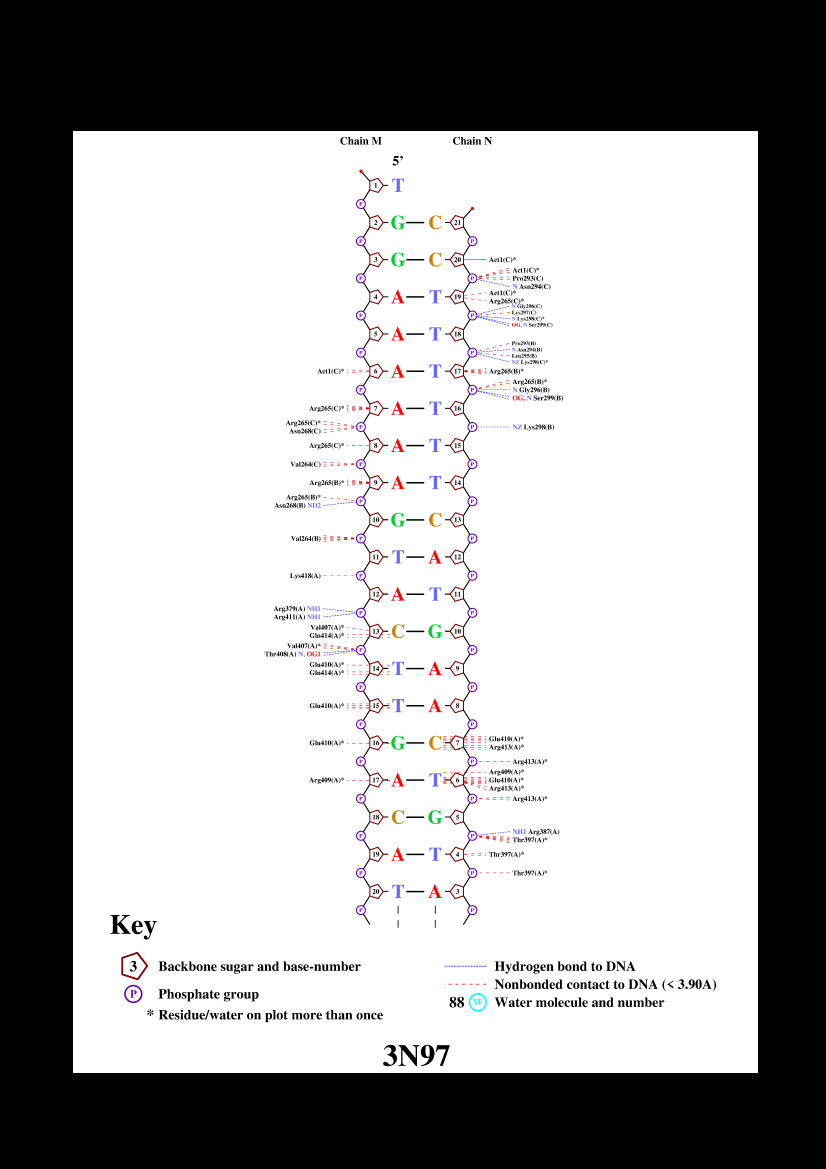 Chain M Chain N
5’
1 T
P
2 G C 21
P P
3 G C 20 Act1(C)*
Act1(C)*
P P Pro293(C)
N Asn294(C)
Act1(C)*
4 A T 19
Arg265(C)*
N Gly296(C)
Lys297(C)
P P
N Lys298(C)*
OG, N Ser299(C)
5 A T 18
Pro293(B)
N Asn294(B)
P P
Leu295(B)
NZ Lys298(C)*
Act1(C)* 6 A T 17 Arg265(B)*
Arg265(B)*
P P N Gly296(B)
OG, N Ser299(B)
Arg265(C)* 7 A T 16
Arg265(C)*
P P NZ Lys298(B)
Asn268(C)
Arg265(C)* 8 A T 15
Val264(C) P P
Arg265(B)* 9 A T 14
Arg265(B)*
P P
Asn268(B) ND2
10 G C 13
Val264(B) P P
11 T A 12
Lys418(A) P P
12 A T 11
Arg379(A) NH1
P P
Arg411(A) NH1
Val407(A)*
13 C G 10
Gln414(A)*
Val407(A)*
P P
Thr408(A) N, OG1
Glu410(A)*
14 T A 9
Gln414(A)*
P P
Glu410(A)* 15 T A 8
P P
Glu410(A)* 16 G C 7 Glu410(A)*
Arg413(A)*
P P Arg413(A)*
Arg409(A)*
Arg409(A)* 17 A T 6 Glu410(A)*
Arg413(A)*
P P Arg413(A)*
18 C G 5
NH1 Arg387(A)
P P
Thr397(A)*
19 A T 4 Thr397(A)*
P P Thr397(A)*
20 T A 3
P P
Key
3 Backbone sugar and base-number
P Phosphate group
* Residue/water on plot more than once
Hydrogen bond to DNA
Nonbonded contact to DNA (< 3.90A)
88 W Water molecule and number
3N97